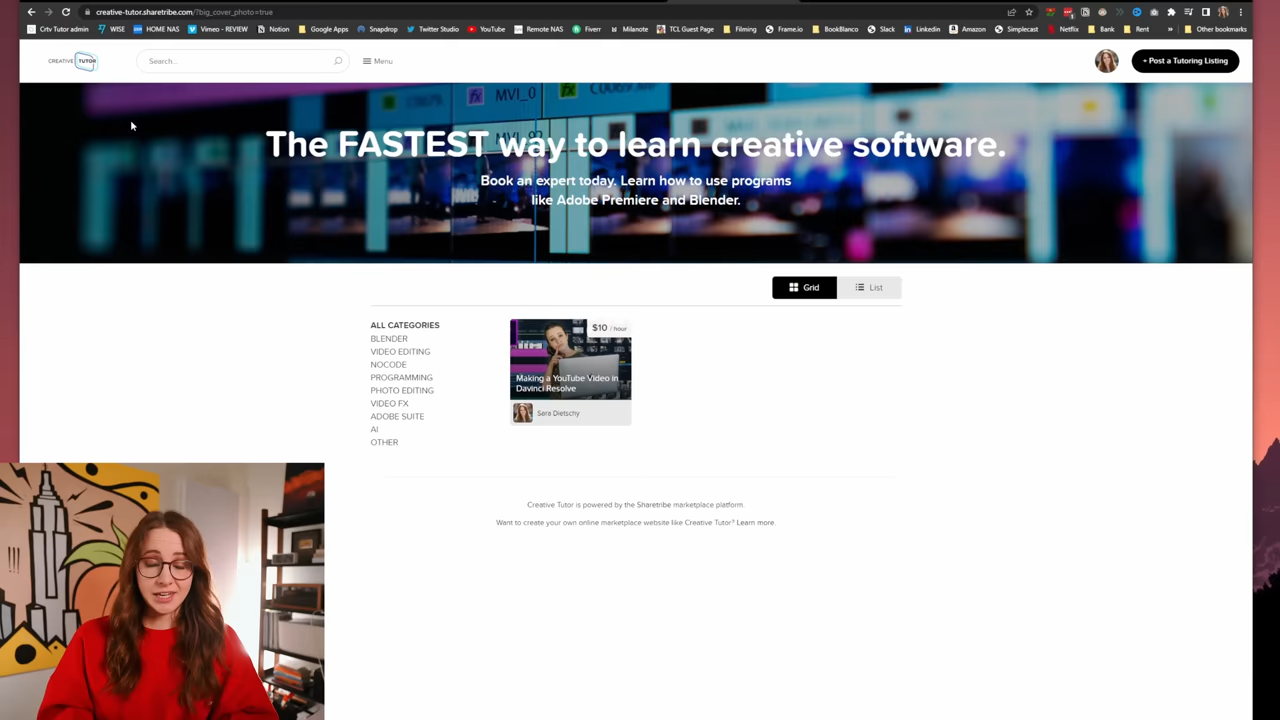 creative-tutor.sharetribe.com/?big_cover_photo=true
Crtv Tutor admin
WISE
HOME NAS
Vimeo - REVIEW
Notion
Google Apps
Snapdrop
Twitter Studio
YouTube
Remote NAS
Fiverr
Milanote
TCL Guest Page
Filming
Frame.io
BookBlanco
Slack
Linkedin
Amazon
Simplecast
Netflix
Bank
Rent
»
Other bookmarks
CREATIVE TUTOR
Search...
Menu
+ Post a Tutoring Listing
fx MVI_0
fx
The FASTEST way to learn creative software.
Book an expert today. Learn how to use programs
like Adobe Premiere and Blender.
Grid
List
ALL CATEGORIES
BLENDER
VIDEO EDITING
NOCODE
PROGRAMMING
PHOTO EDITING
VIDEO FX
ADOBE SUITE
AI
OTHER
$10 / hour
Making a YouTube Video in
Davinci Resolve
Sara Dietschy
Creative Tutor is powered by the Sharetribe marketplace platform.
Want to create your own online marketplace website like Creative Tutor? Learn more.